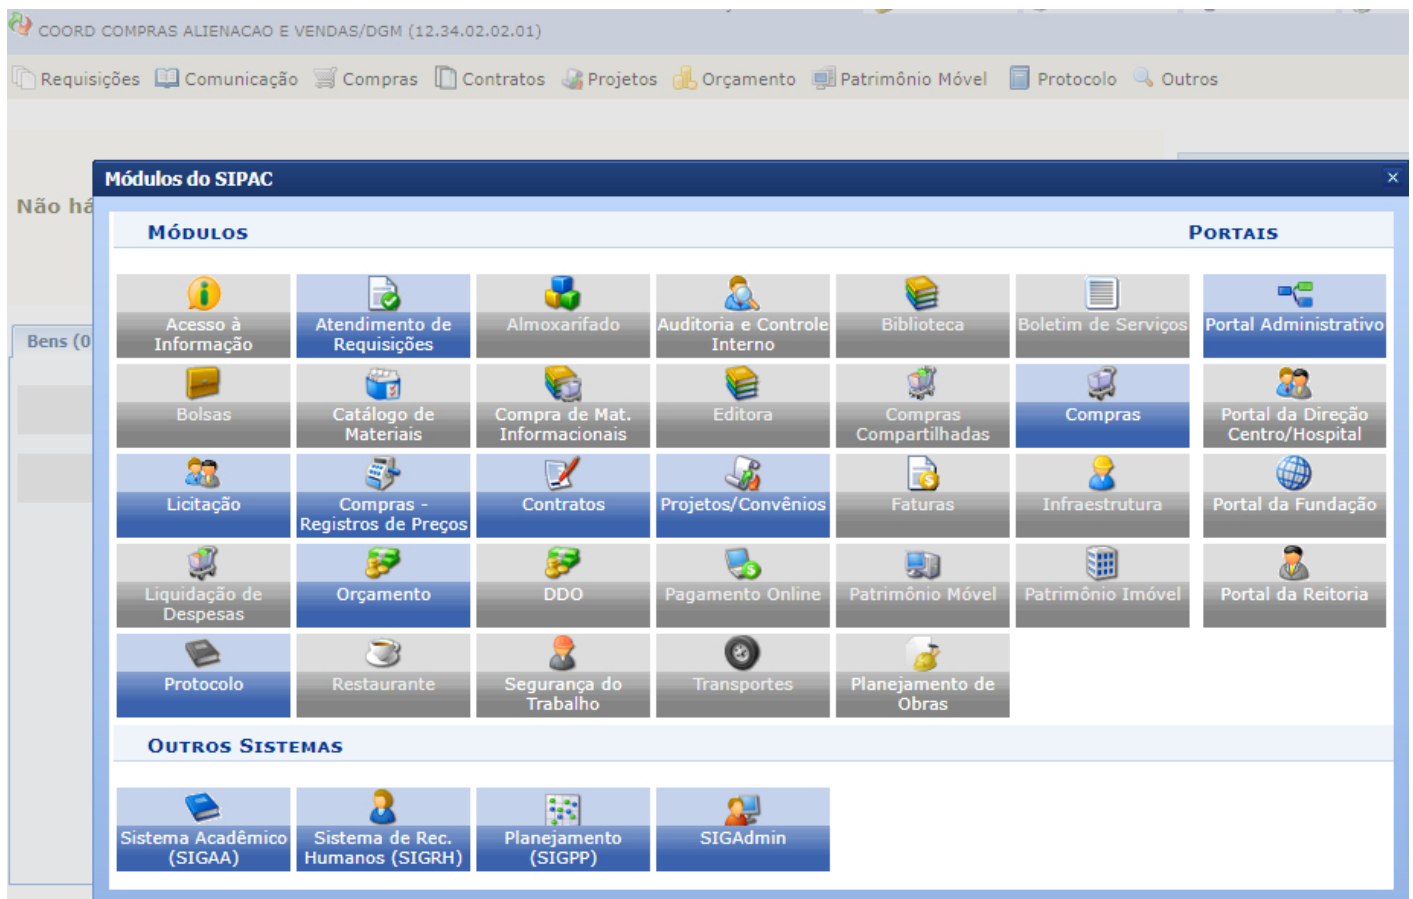 COORD COMPRAS ALIENACAO E VENDAS/DGM (12.34.02.02.01)
Requisições Comunicação Compras Contratos Projetos Orçamento Patrimônio Móvel Protocolo Outros
Módulos do SIPAC
Não há
MÓDULOS PORTAIS
Acesso à Informação
Atendimento de Requisições
Almoxarifado
Auditoria e Controle Interno
Biblioteca
Boletim de Serviços
Portal Administrativo
Bens (0
Bolsas
Catálogo de Materiais
Compra de Mat. Informacionais
Editora
Compras Compartilhadas
Compras
Portal da Direção Centro/Hospital
Licitação
Compras - Registros de Preços
Contratos
Projetos/Convênios
Faturas
Infraestrutura
Portal da Fundação
Liquidação de Despesas
Orçamento
DDO
Pagamento Online
Patrimônio Móvel
Patrimônio Imóvel
Portal da Reitoria
Protocolo
Restaurante
Segurança do Trabalho
Transportes
Planejamento de Obras
OUTROS SISTEMAS
Sistema Acadêmico (SIGAA)
Sistema de Rec. Humanos (SIGRH)
Planejamento (SIGPP)
SIGAdmin